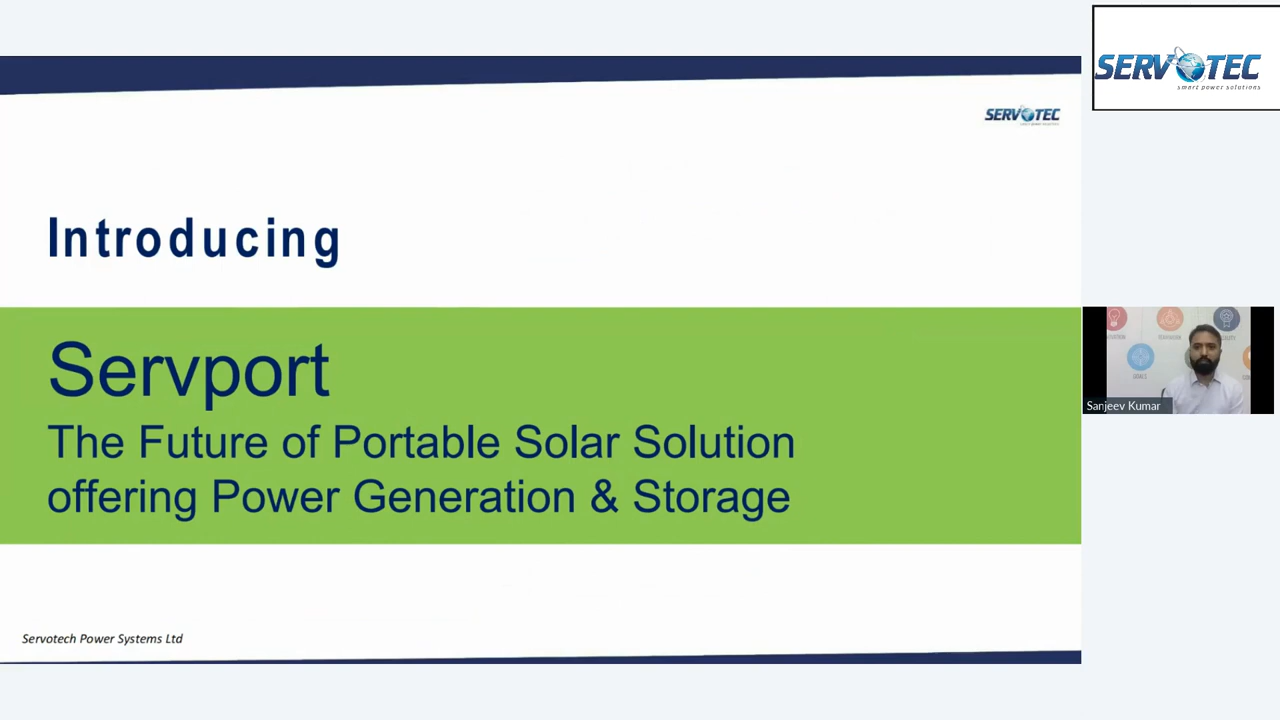 SERVOTEC
smart power solutions
SERVOTEC
Introducing
Servport
The Future of Portable Solar Solution
offering Power Generation & Storage
Sanjeev Kumar
Servotech Power Systems Ltd